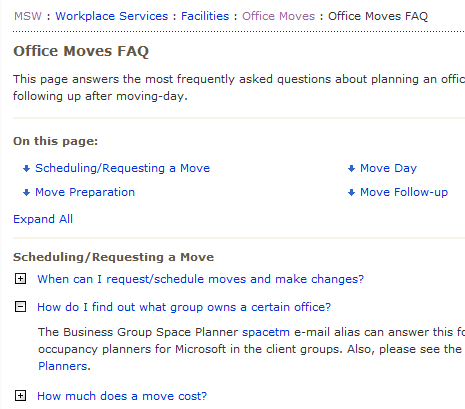 MSW : Workplace Services : Facilities : Office Moves : Office Moves FAQ
Office Moves FAQ
This page answers the most frequently asked questions about planning an offic
following up after moving-day.
On this page:
Scheduling/Requesting a Move
Move Day
Move Preparation
Move Follow-up
Expand All
Scheduling/Requesting a Move
When can I request/schedule moves and make changes?
How do I find out what group owns a certain office?
The Business Group Space Planner spacetm e-mail alias can answer this fo
occupancy planners for Microsoft in the client groups. Also, please see the
Planners.
How much does a move cost?